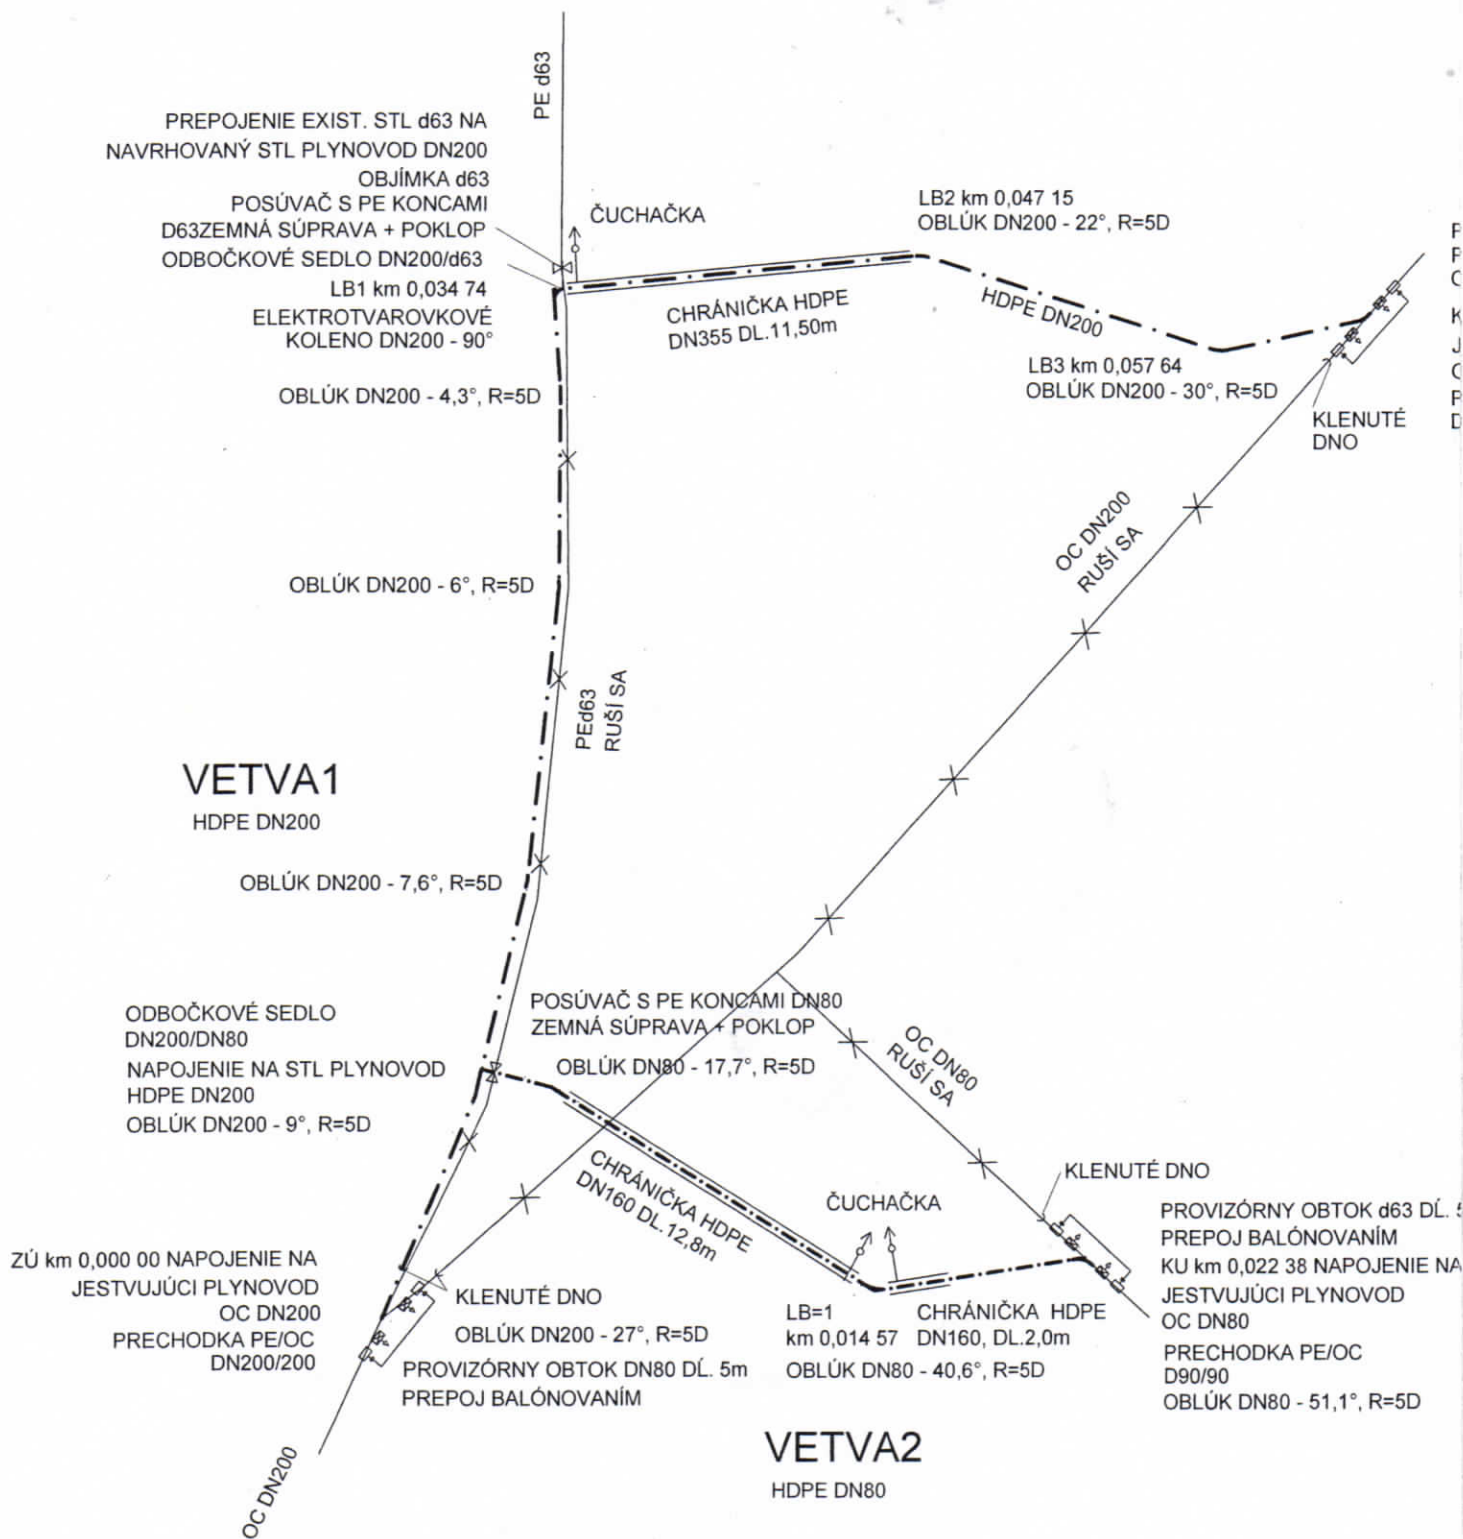 PE d63
PREPOJENIE EXIST. STL d63 NA
NAVRHOVANÝ STL PLYNOVOD DN200
OBJÍMKA d63
POSÚVAČ S PE KONCAMI
D63ZEMNÁ SÚPRAVA + POKLOP
ODBOČKOVÉ SEDLO DN200/d63
LB1 km 0,034 74
ELEKTROTVAROVKOVÉ
KOLENO DN200 - 90°
ČUCHAČKA
LB2 km 0,047 15
OBLÚK DN200 - 22°, R=5D
CHRÁNIČKA HDPE
DN355 DL.11,50m
HDPE DN200
LB3 km 0,057 64
OBLÚK DN200 - 30°, R=5D
KLENUTÉ
DNO
OBLÚK DN200 - 4,3°, R=5D
OC DN200
RUŠÍ SA
OBLÚK DN200 - 6°, R=5D
PEd63
RUŠÍ SA
VETVA1
HDPE DN200
OBLÚK DN200 - 7,6°, R=5D
ODBOČKOVÉ SEDLO
DN200/DN80
NAPOJENIE NA STL PLYNOVOD
HDPE DN200
OBLÚK DN200 - 9°, R=5D
POSÚVAČ S PE KONCAMI DN80
ZEMNÁ SÚPRAVA + POKLOP
OBLÚK DN80 - 17,7°, R=5D
OC DN80
RUŠÍ SA
CHRÁNIČKA HDPE
DN160 DL.12,8m
ČUCHAČKA
KLENUTÉ DNO
PROVIZÓRNY OBTOK d63 DĹ.
PREPOJ BALÓNOVANÍM
KU km 0,022 38 NAPOJENIE NA
JESTVUJÚCI PLYNOVOD
OC DN80
PRECHODKA PE/OC
D90/90
OBLÚK DN80 - 51,1°, R=5D
ZÚ km 0,000 00 NAPOJENIE NA
JESTVUJÚCI PLYNOVOD
OC DN200
PRECHODKA PE/OC
DN200/200
KLENUTÉ DNO
OBLÚK DN200 - 27°, R=5D
PROVIZÓRNY OBTOK DN80 DĹ. 5m
PREPOJ BALÓNOVANÍM
LB=1
km 0,014 57
OBLÚK DN80 - 40,6°, R=5D
CHRÁNIČKA HDPE
DN160, DL.2,0m
OC DN200
VETVA2
HDPE DN80